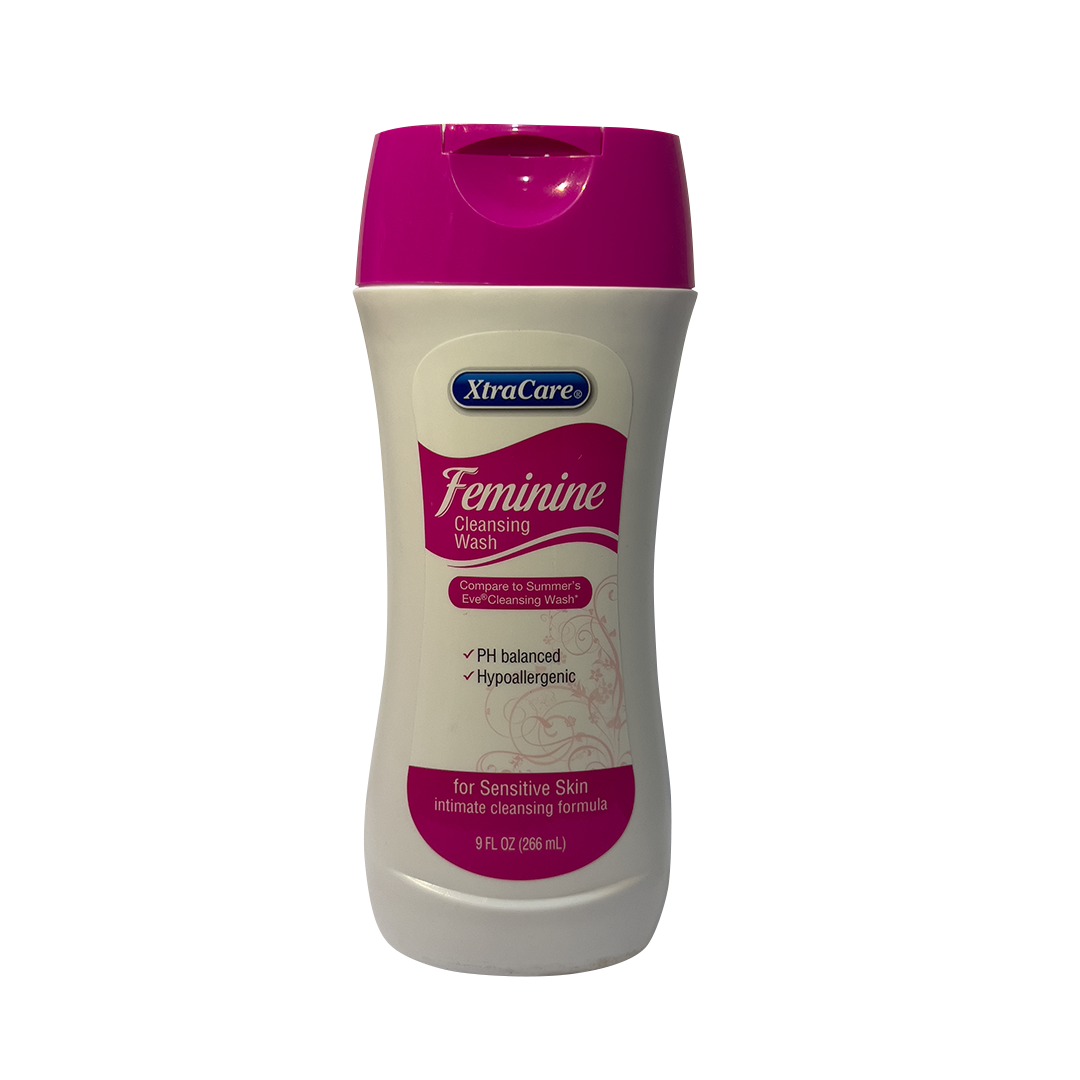 XtraCare®
Feminine
Cleansing
Wash
Compare to Summer's
Eve®Cleansing Wash*
✓PH balanced
✓Hypoallergenic
for Sensitive Skin
intimate cleansing formula
9 FL OZ (266 mL)